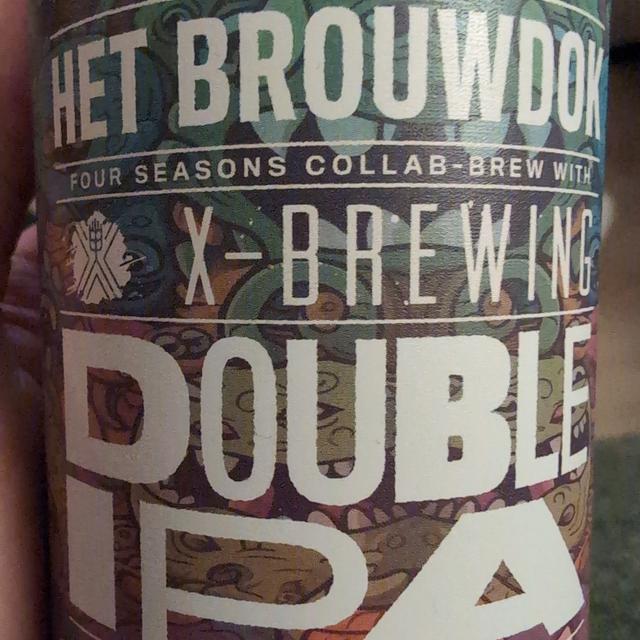 HET BROUWDOK
FOUR SEASONS COLLAB-BREW WITH
X-BREWING
DOUBLE
IPA